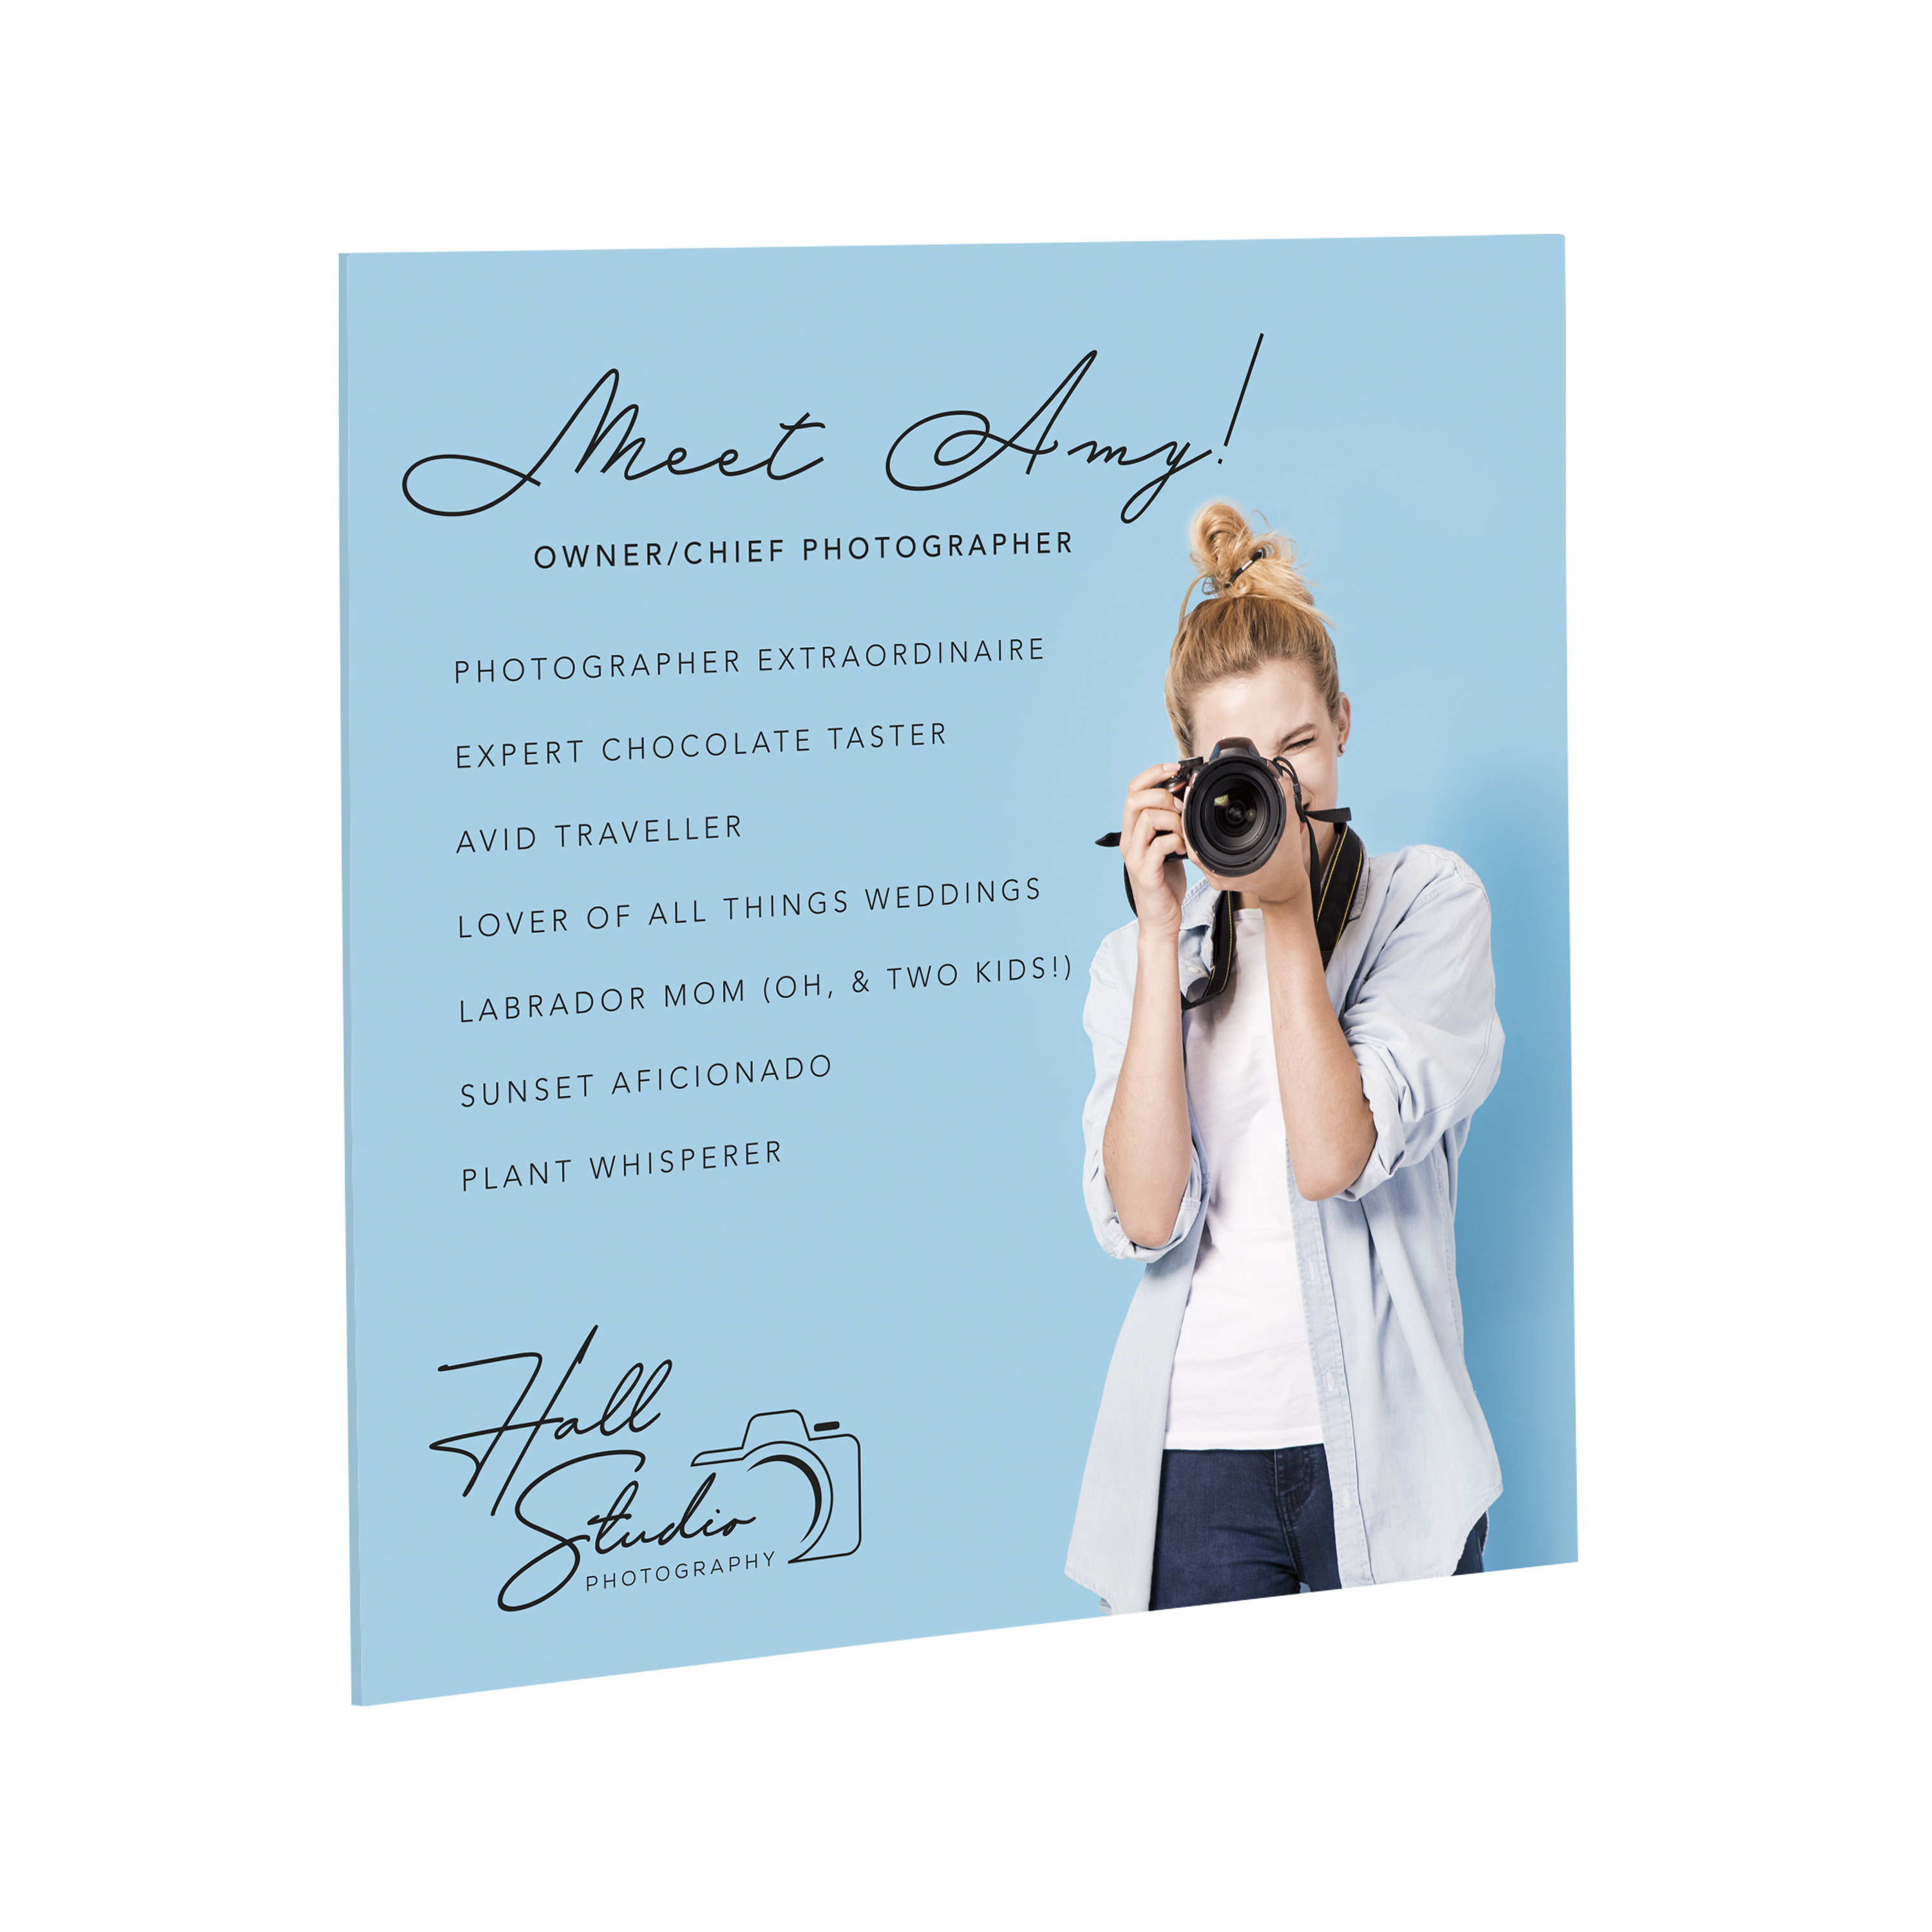 Meet Amy!
OWNER/CHIEF PHOTOGRAPHER
PHOTOGRAPHER EXTRAORDINAIRE
EXPERT CHOCOLATE TASTER
AVID TRAVELLER
LOVER OF ALL THINGS WEDDINGS
LABRADOR MOM (OH, & TWO KIDS!)
SUNSET AFICIONADO
PLANT WHISPERER
Hall
Studio
PHOTOGRAPHY